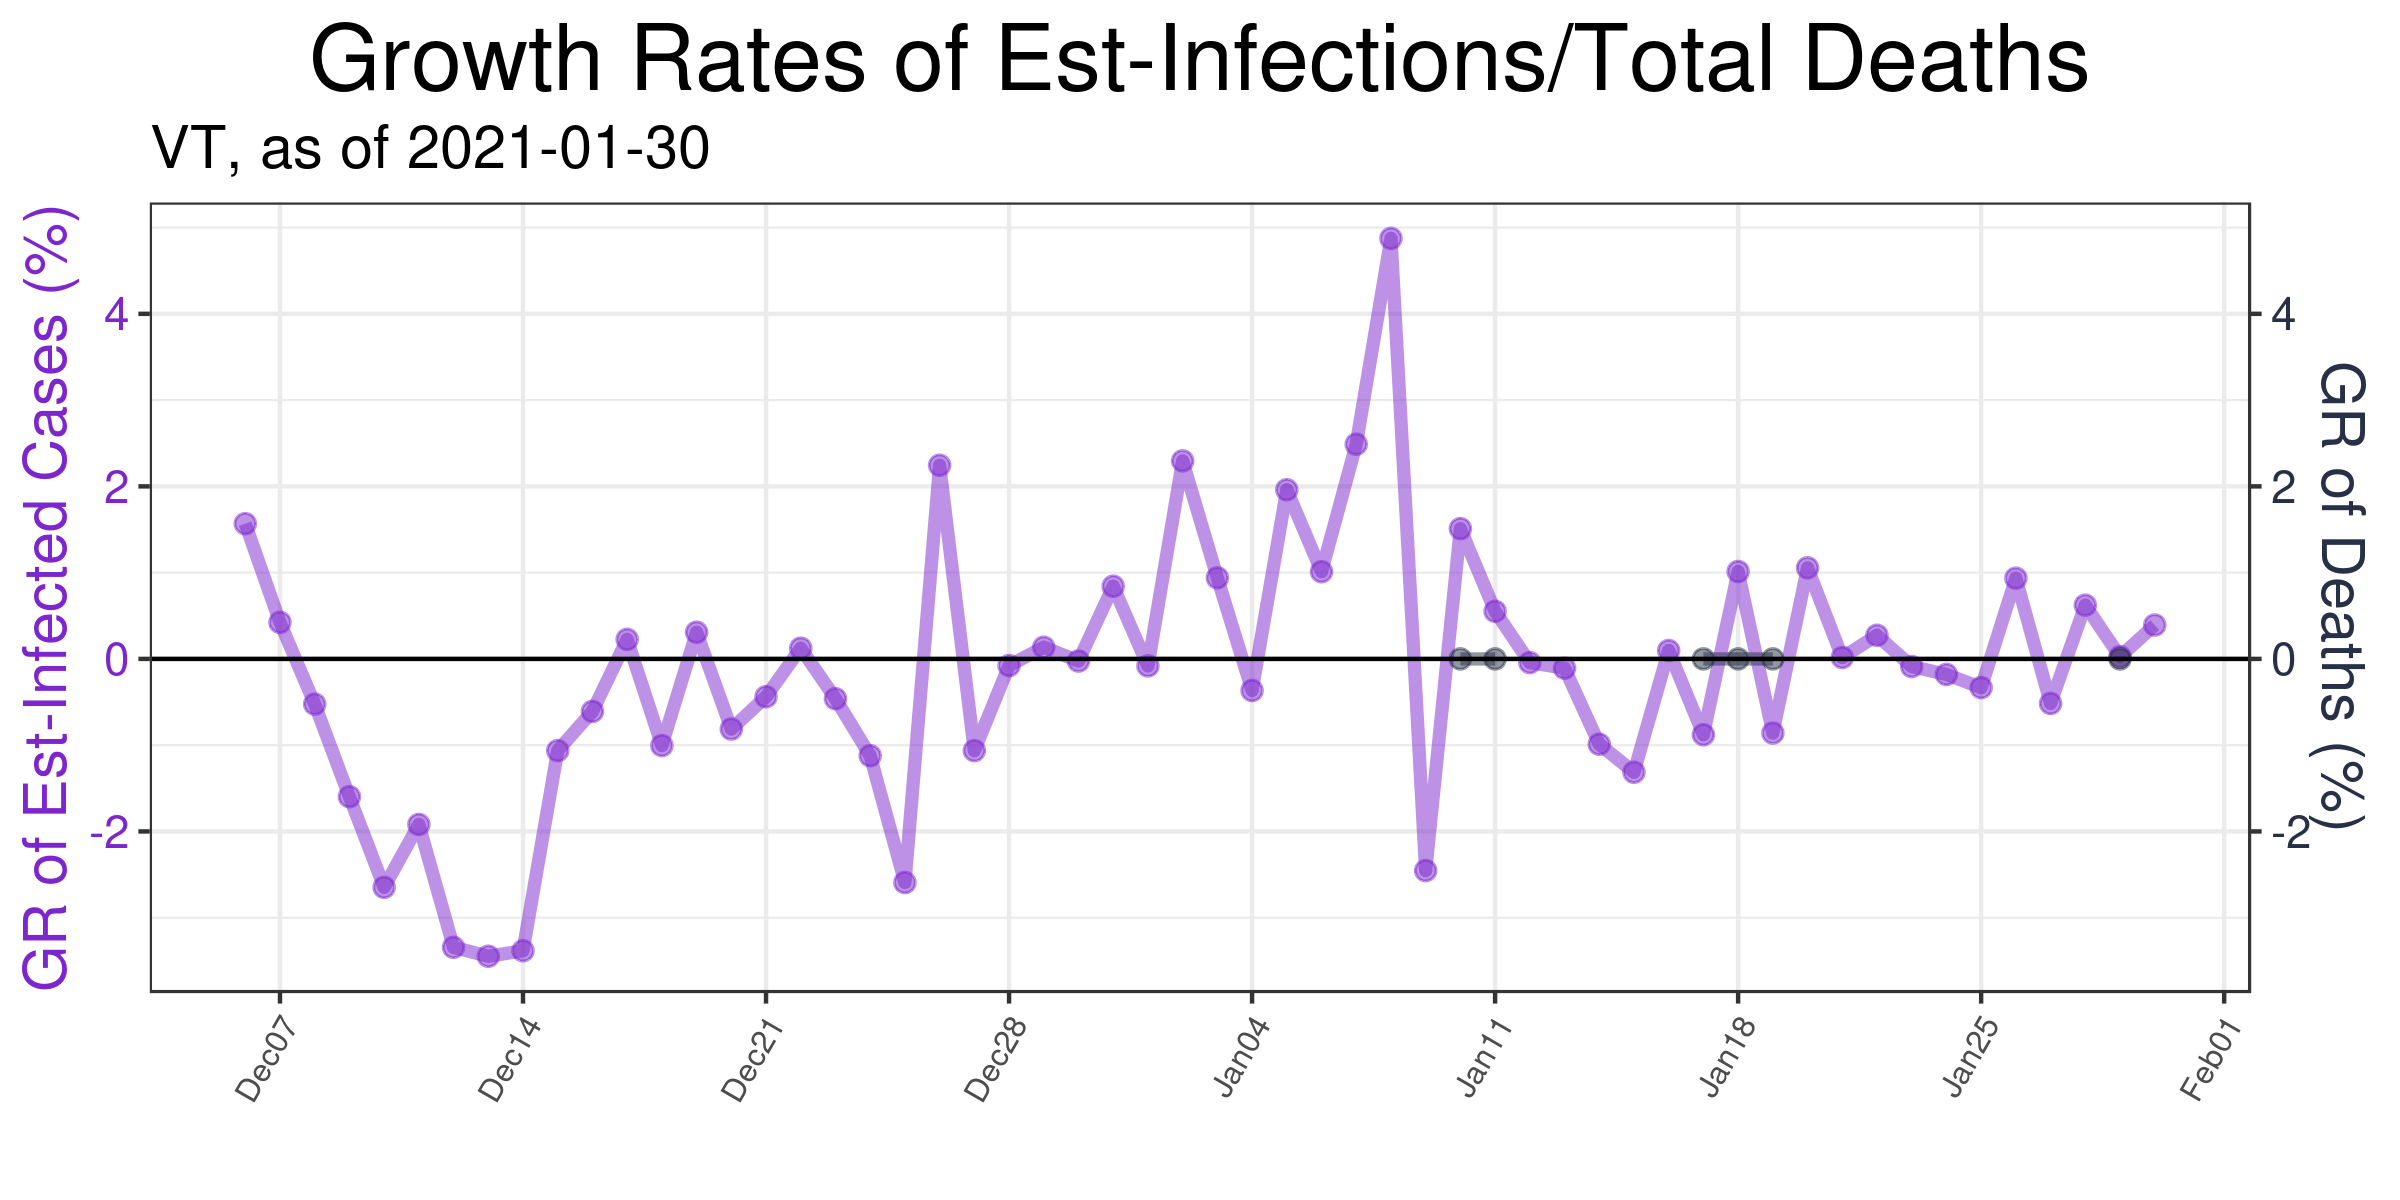 Growth Rates of Est-Infections/Total Deaths
VT, as of 2021-01-30
GR of Est-Infected Cases (%)
4
2
0
-2
4
2
0
-2
GR of Deaths (%)
Dec07
Dec14
Dec21
Dec28
Jan04
Jan11
Jan18
Jan25
Feb01